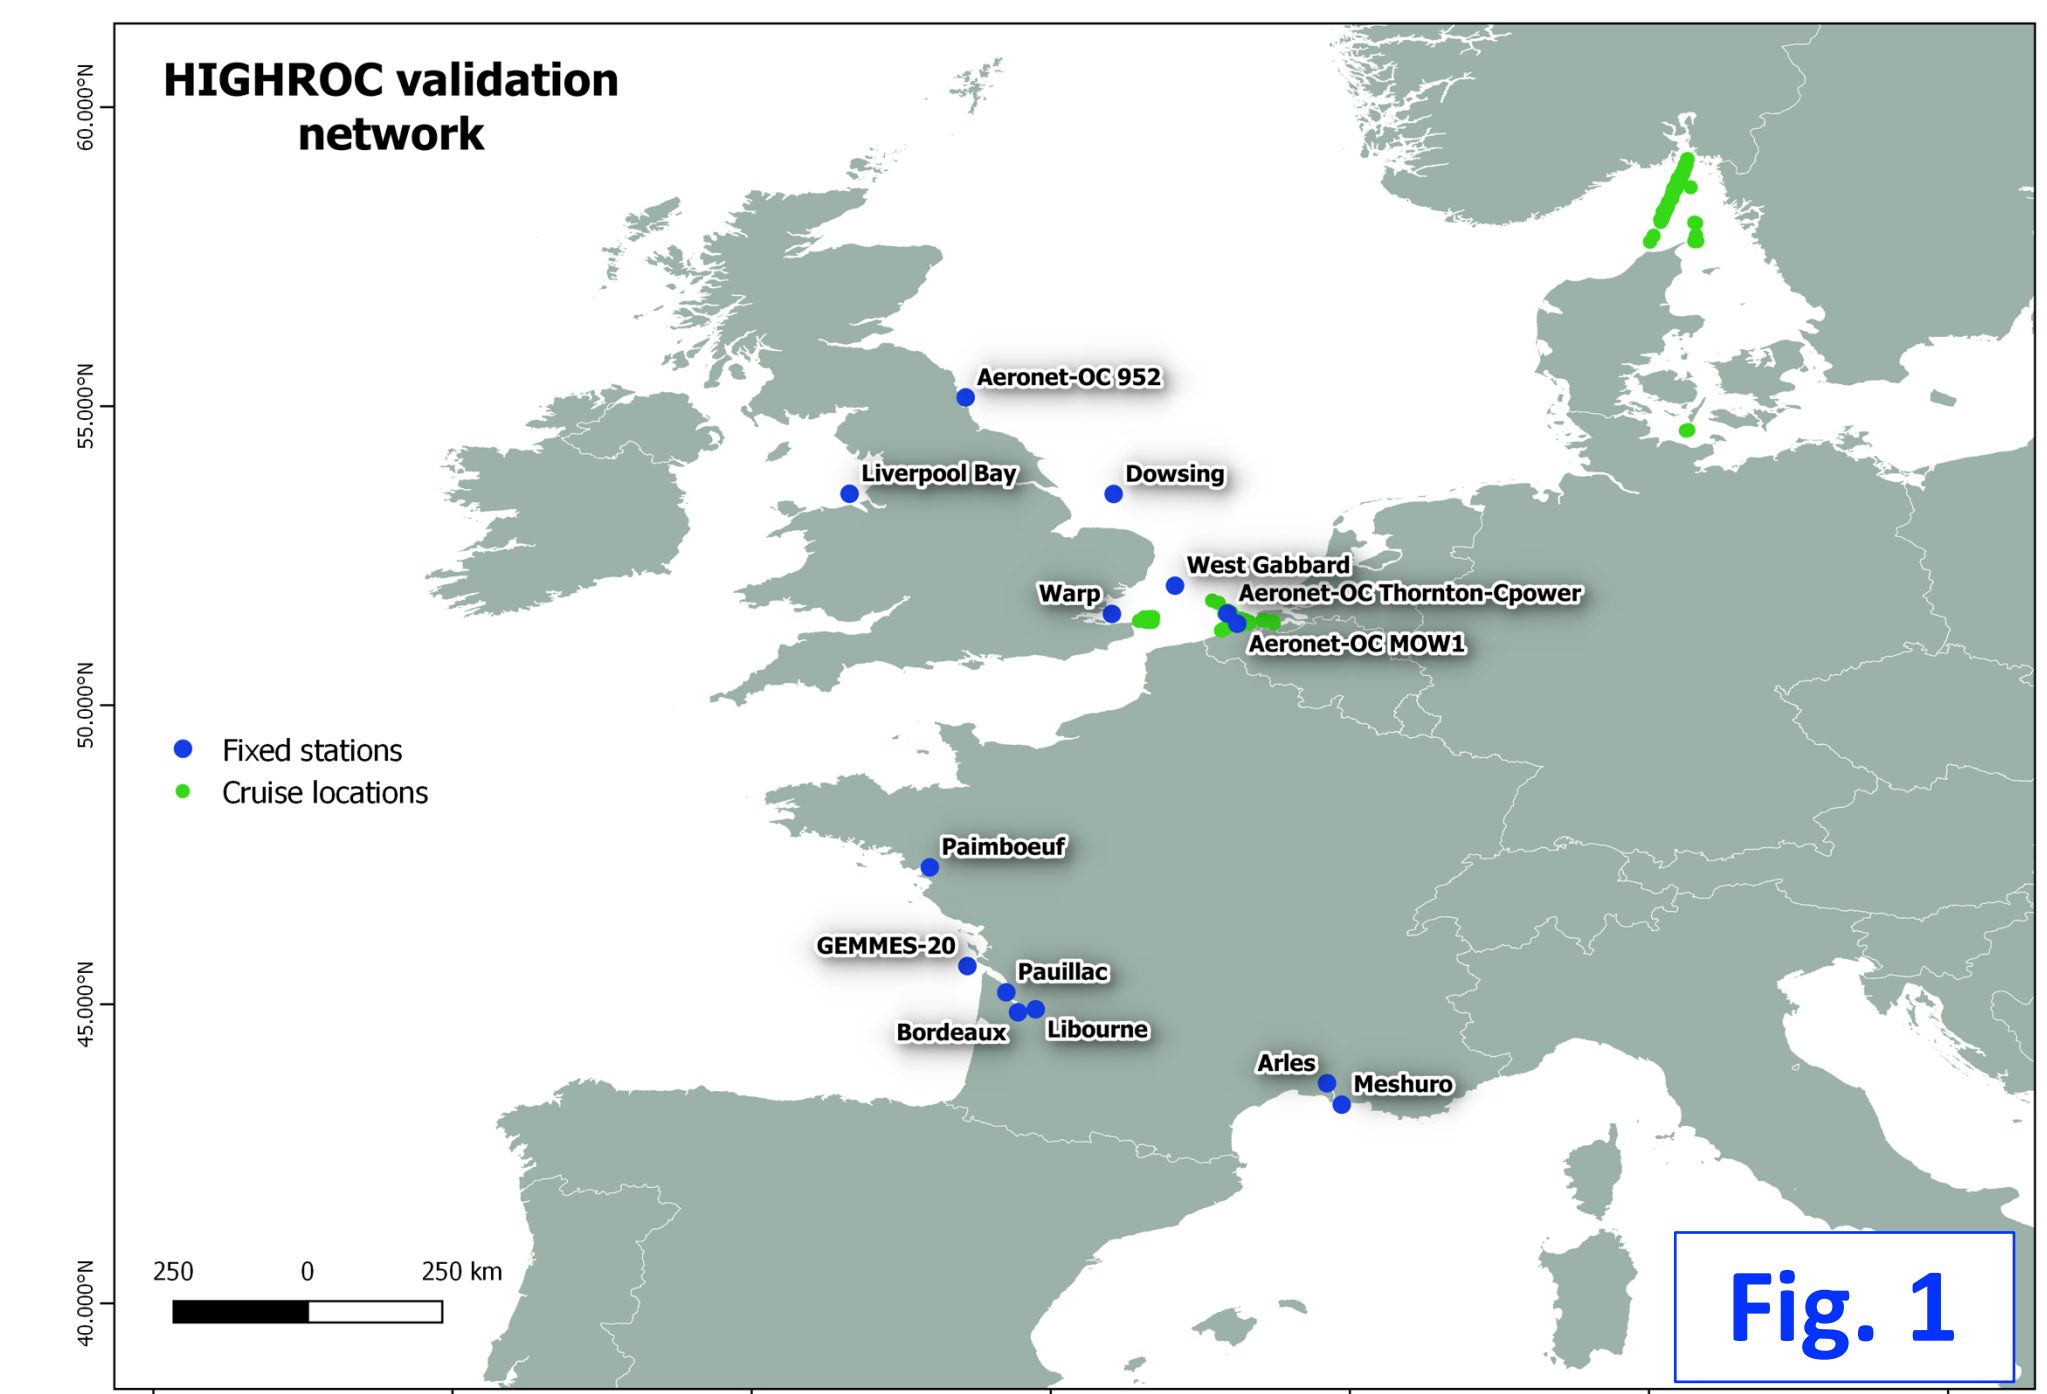 HIGHROC validation
network
60.000°N
55.000°N
50.000°N
45.000°N
40.000°N
Aeronet-OC 952
Liverpool Bay
Dowsing
West Gabbard
Warp
Aeronet-OC Thornton-Cpower
Aeronet-OC MOW1
Fixed stations
Cruise locations
Paimboeuf
GEMMES-20
Pauillac
Bordeaux
Libourne
Arles
Meshuro
250 0 250 km
Fig. 1